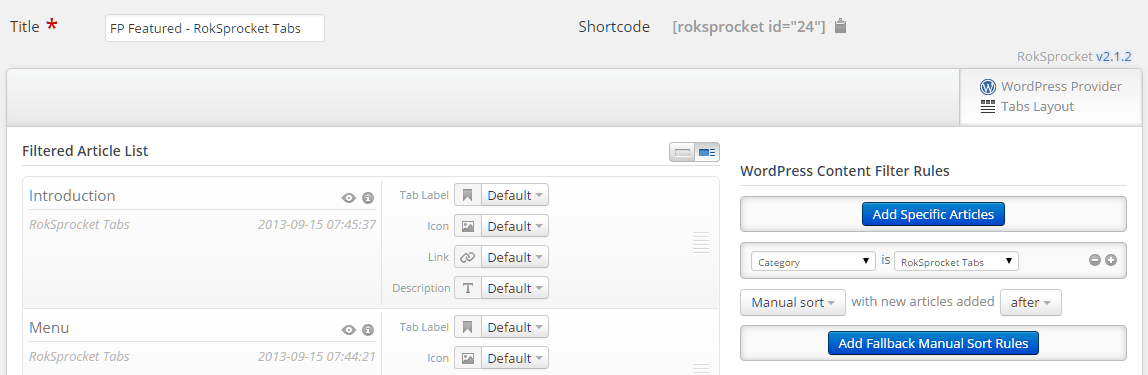 Title * FP Featured - RokSprocket Tabs Shortcode [roksprocket id="24"]
RokSprocket v2.1.2
WordPress Provider
Tabs Layout
Filtered Article List
Introduction
RokSprocket Tabs 2013-09-15 07:45:37
Tab Label Default
Icon Default
Link Default
Description T Default
Menu
RokSprocket Tabs 2013-09-15 07:44:21
Tab Label Default
Icon Default
WordPress Content Filter Rules
Add Specific Articles
Category is RokSprocket Tabs
Manual sort with new articles added after
Add Fallback Manual Sort Rules